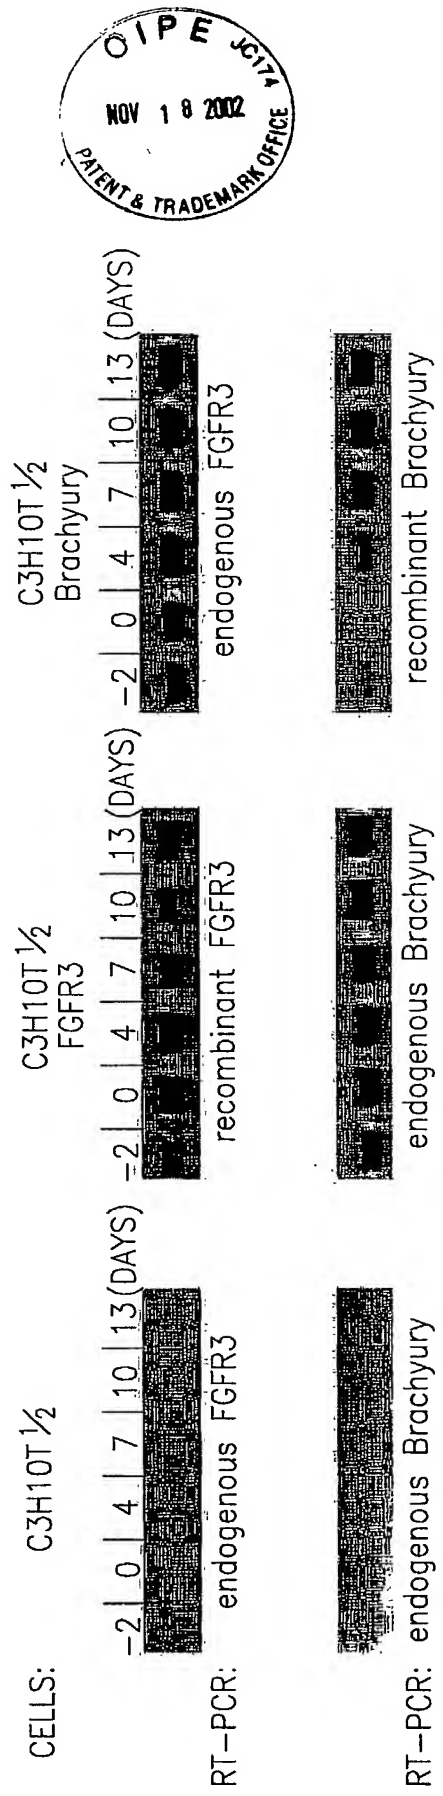 OIPE JC174
NOV 18 2002
PATENT & TRADEMARK OFFICE
CELLS: C3H10T½
C3H10T½
FGFR3
C3H10T½
Brachyury
-2 0 4 7 10 13 (DAYS)
-2 0 4 7 10 13 (DAYS)
-2 0 4 7 10 13 (DAYS)
RT-PCR: endogenous FGFR3
recombinant FGFR3
endogenous FGFR3
RT-PCR: endogenous Brachyury
endogenous Brachyury
recombinant Brachyury